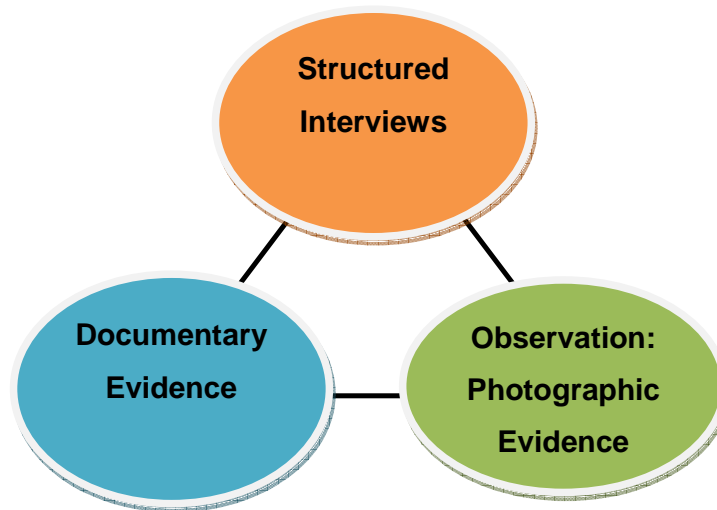 Structured
Interviews
Documentary
Evidence
Observation:
Photographic
Evidence